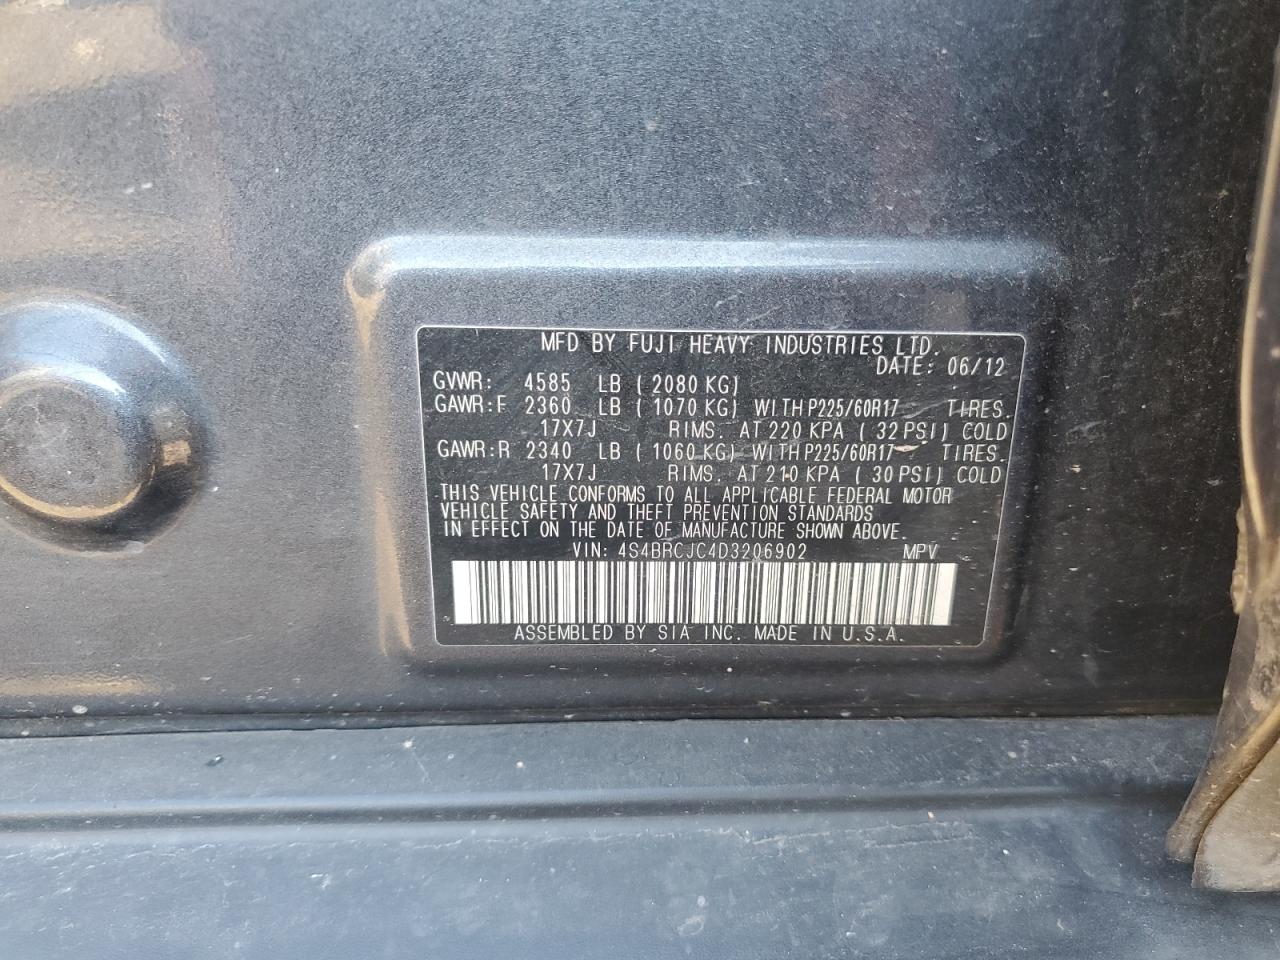 MFD BY FUJI HEAVY INDUSTRIES LTD.
DATE: 06/12
GVWR: 4585 LB ( 2080 KG)
GAWR:F 2360 LB ( 1070 KG) WITH P225/60R17 TIRES.
17X7J RIMS. AT 220 KPA ( 32 PSI) COLD
GAWR:R 2340 LB ( 1060 KG) WITH P225/60R17 TIRES.
17X7J RIMS. AT 210 KPA ( 30 PSI) COLD
THIS VEHICLE CONFORMS TO ALL APPLICABLE FEDERAL MOTOR
VEHICLE SAFETY AND THEFT PREVENTION STANDARDS
IN EFFECT ON THE DATE OF MANUFACTURE SHOWN ABOVE.
VIN: 4S4BRCJC4D3206902 MPV
ASSEMBLED BY SIA INC. MADE IN U.S.A.